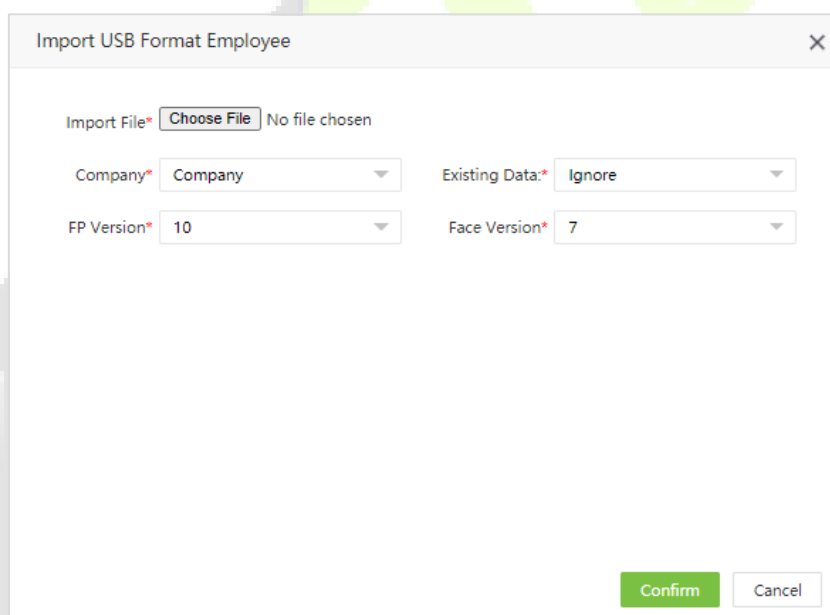 Import USB Format Employee
Import File* Choose File No file chosen
Company* Company Existing Data:* Ignore
FP Version* 10 Face Version* 7
Confirm Cancel